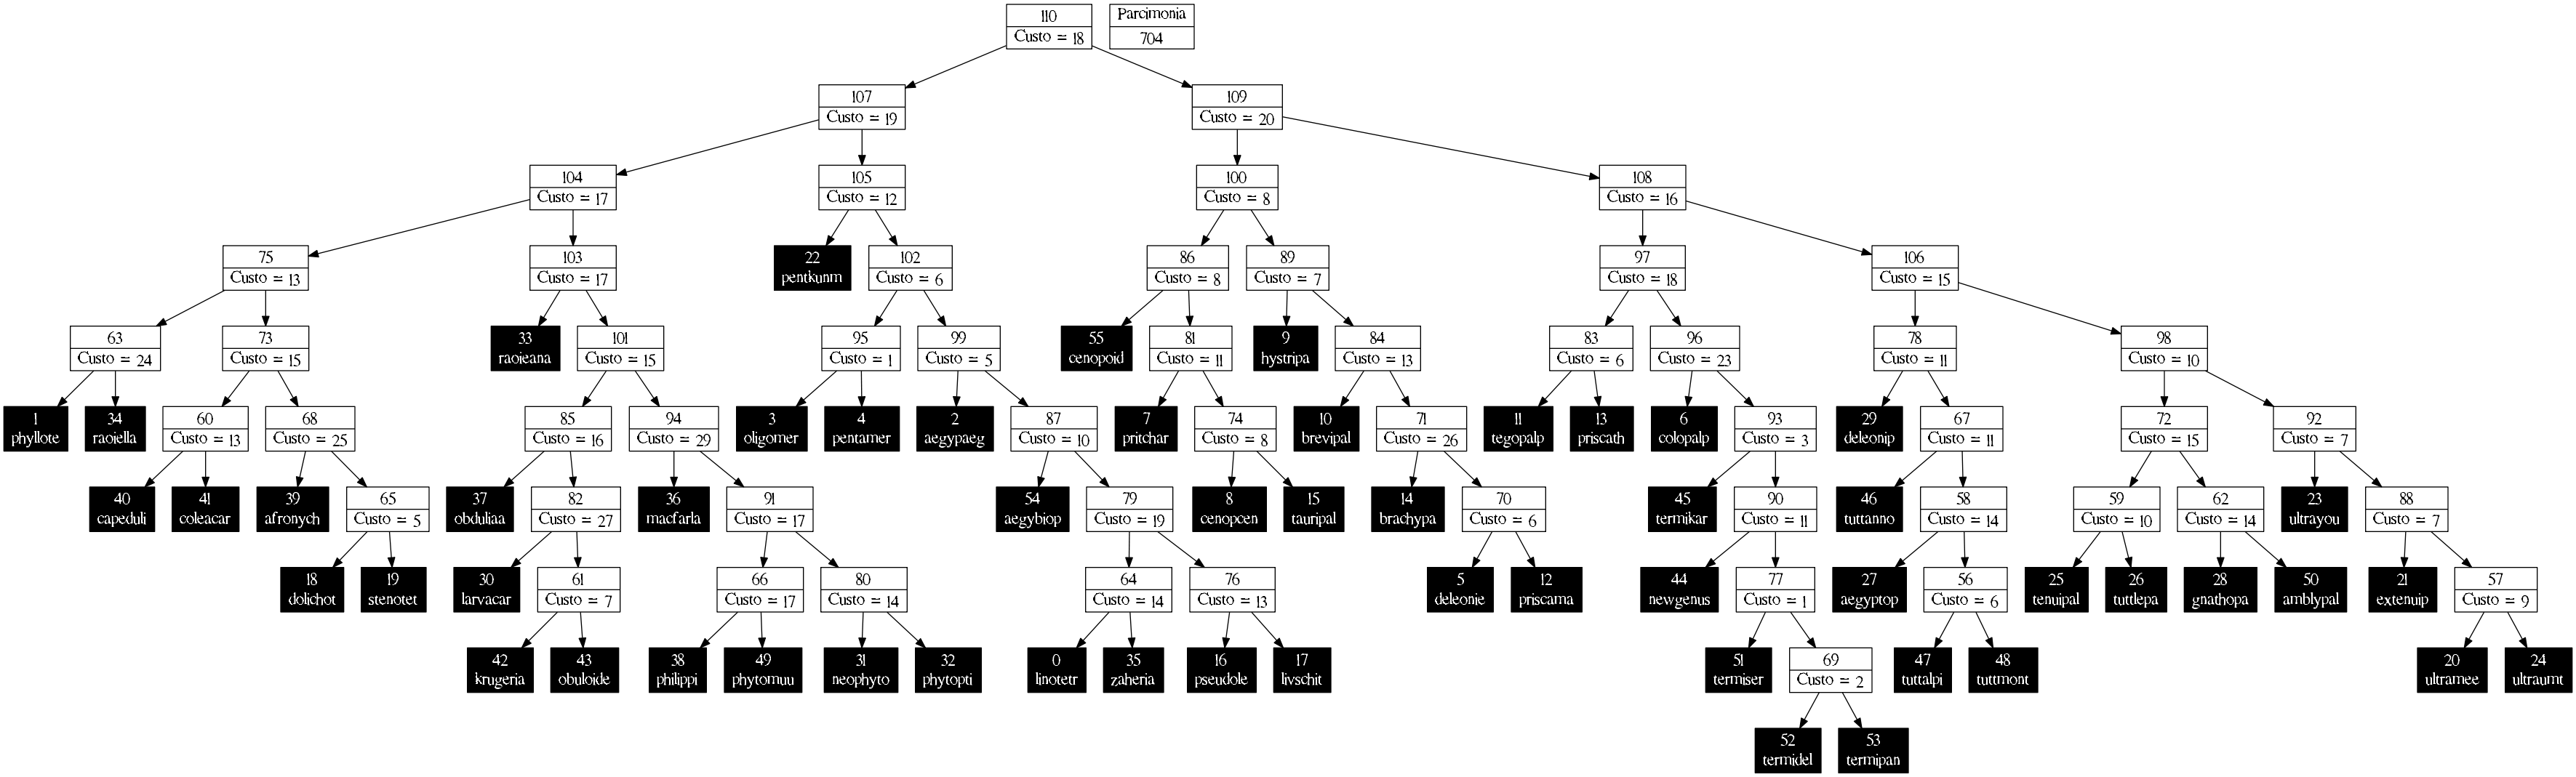 110
Custo = 18
Parcimonia
704
107
Custo = 19
109
Custo = 20
104
Custo = 17
105
Custo = 12
100
Custo = 8
108
Custo = 16
75
Custo = 13
103
Custo = 17
22
pentkunm
102
Custo = 6
86
Custo = 8
89
Custo = 7
97
Custo = 18
106
Custo = 15
63
Custo = 24
73
Custo = 15
33
raoieana
101
Custo = 15
95
Custo = 1
99
Custo = 5
55
cenopoid
81
Custo = 11
9
hystripa
84
Custo = 13
83
Custo = 6
96
Custo = 23
78
Custo = 11
98
Custo = 10
1
phyllote
34
raoiella
60
Custo = 13
68
Custo = 25
85
Custo = 16
94
Custo = 29
3
oligomer
4
pentamer
2
aegypaeg
87
Custo = 10
7
pritchar
74
Custo = 8
10
brevipal
71
Custo = 26
11
tegopalp
13
priscath
6
colopalp
93
Custo = 3
29
deleonip
67
Custo = 11
72
Custo = 15
92
Custo = 7
40
capeduli
41
coleacar
39
afronych
65
Custo = 5
37
obduliaa
82
Custo = 27
36
macfarla
91
Custo = 17
54
aegybiop
79
Custo = 19
8
cenopcen
15
tauripal
14
brachypa
70
Custo = 6
45
termikar
90
Custo = 11
46
tuttanno
58
Custo = 14
59
Custo = 10
62
Custo = 14
23
ultrayou
88
Custo = 7
18
dolichot
19
stenotet
30
larvacar
61
Custo = 7
66
Custo = 17
80
Custo = 14
64
Custo = 14
76
Custo = 13
5
deleonie
12
priscama
44
newgenus
77
Custo = 1
27
aegyptop
56
Custo = 6
25
tenuipal
26
tuttlepa
28
gnathopa
50
amblypal
21
extenuip
57
Custo = 9
42
krugeria
43
obuloide
38
philippi
49
phytomuu
31
neophyto
32
phytopti
0
linotetr
35
zaheria
16
pseudole
17
livschit
51
termiser
69
Custo = 2
47
tuttalpi
48
tuttmont
20
ultramee
24
ultraumt
52
termidel
53
termipan